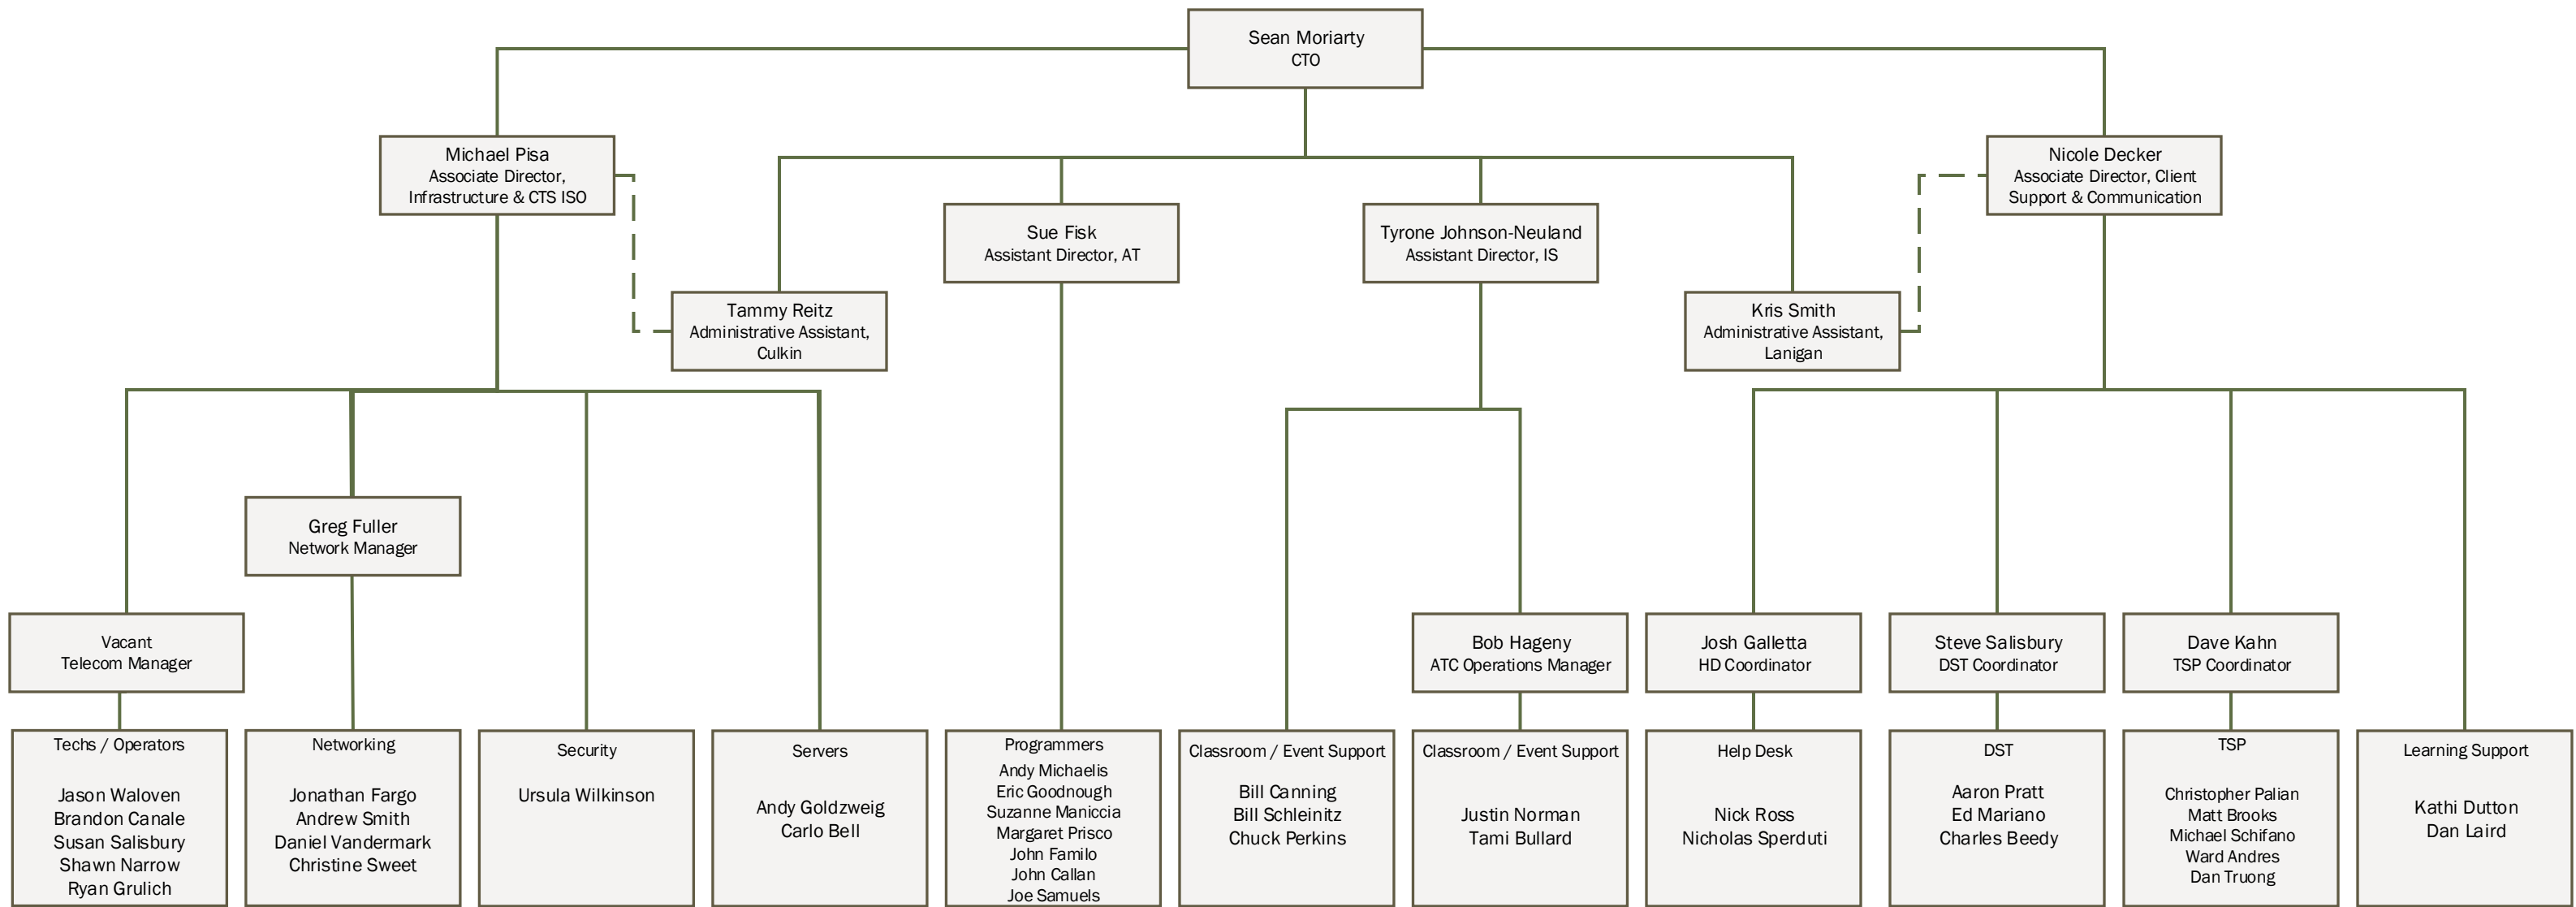 Sean Moriarty
CTO
Michael Pisa
Associate Director,
Infrastructure & CTS ISO
Nicole Decker
Associate Director, Client
Support & Communication
Sue Fisk
Assistant Director, AT
Tyrone Johnson-Neuland
Assistant Director, IS
Tammy Reitz
Administrative Assistant,
Culkin
Kris Smith
Administrative Assistant,
Lanigan
Greg Fuller
Network Manager
Vacant
Telecom Manager
Bob Hageny
ATC Operations Manager
Josh Galletta
HD Coordinator
Steve Salisbury
DST Coordinator
Dave Kahn
TSP Coordinator
Techs / Operators
Jason Waloven
Brandon Canale
Susan Salisbury
Shawn Narrow
Ryan Grulich
Networking
Jonathan Fargo
Andrew Smith
Daniel Vandermark
Christine Sweet
Security
Ursula Wilkinson
Servers
Andy Goldzweig
Carlo Bell
Programmers
Andy Michaelis
Eric Goodnough
Suzanne Maniccia
Margaret Prisco
John Familo
John Callan
Joe Samuels
Classroom / Event Support
Bill Canning
Bill Schleinitz
Chuck Perkins
Classroom / Event Support
Justin Norman
Tami Bullard
Help Desk
Nick Ross
Nicholas Sperduti
DST
Aaron Pratt
Ed Mariano
Charles Beedy
TSP
Christopher Palian
Matt Brooks
Michael Schifano
Ward Andres
Dan Truong
Learning Support
Kathi Dutton
Dan Laird